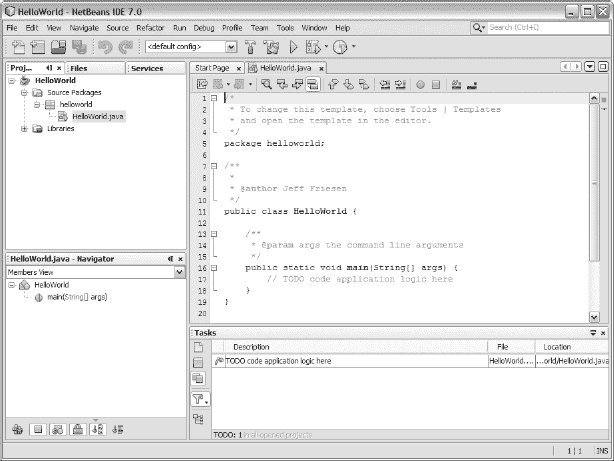 HelloWorld - NetBeans IDE 7.0
File Edit View Navigate Source Refactor Run Debug Profile Team Tools Window Help
Search (Ctrl+I)
<default config>
Proj... Files Services
HelloWorld
Source Packages
helloworld
HelloWorld.java
Libraries
Start Page HelloWorld.java
1 /*
2 * To change this template, choose Tools | Templates
3 * and open the template in the editor.
4 */
5 package helloworld;
6
7 /**
8 *
9 * @author Jeff Friesen
10 */
11 public class HelloWorld {
12
13 /**
14 * @param args the command line arguments
15 */
16 public static void main(String[] args) {
17 // TODO code application logic here
18 }
19 }
20
HelloWorld.java - Navigator
Members View
HelloWorld
main(String[] args)
Tasks
Description File Location
TODO code application logic here HelloWorld.... ...orld/HelloWorld.java
TODO: 1 in all opened projects
1 | 1 INS